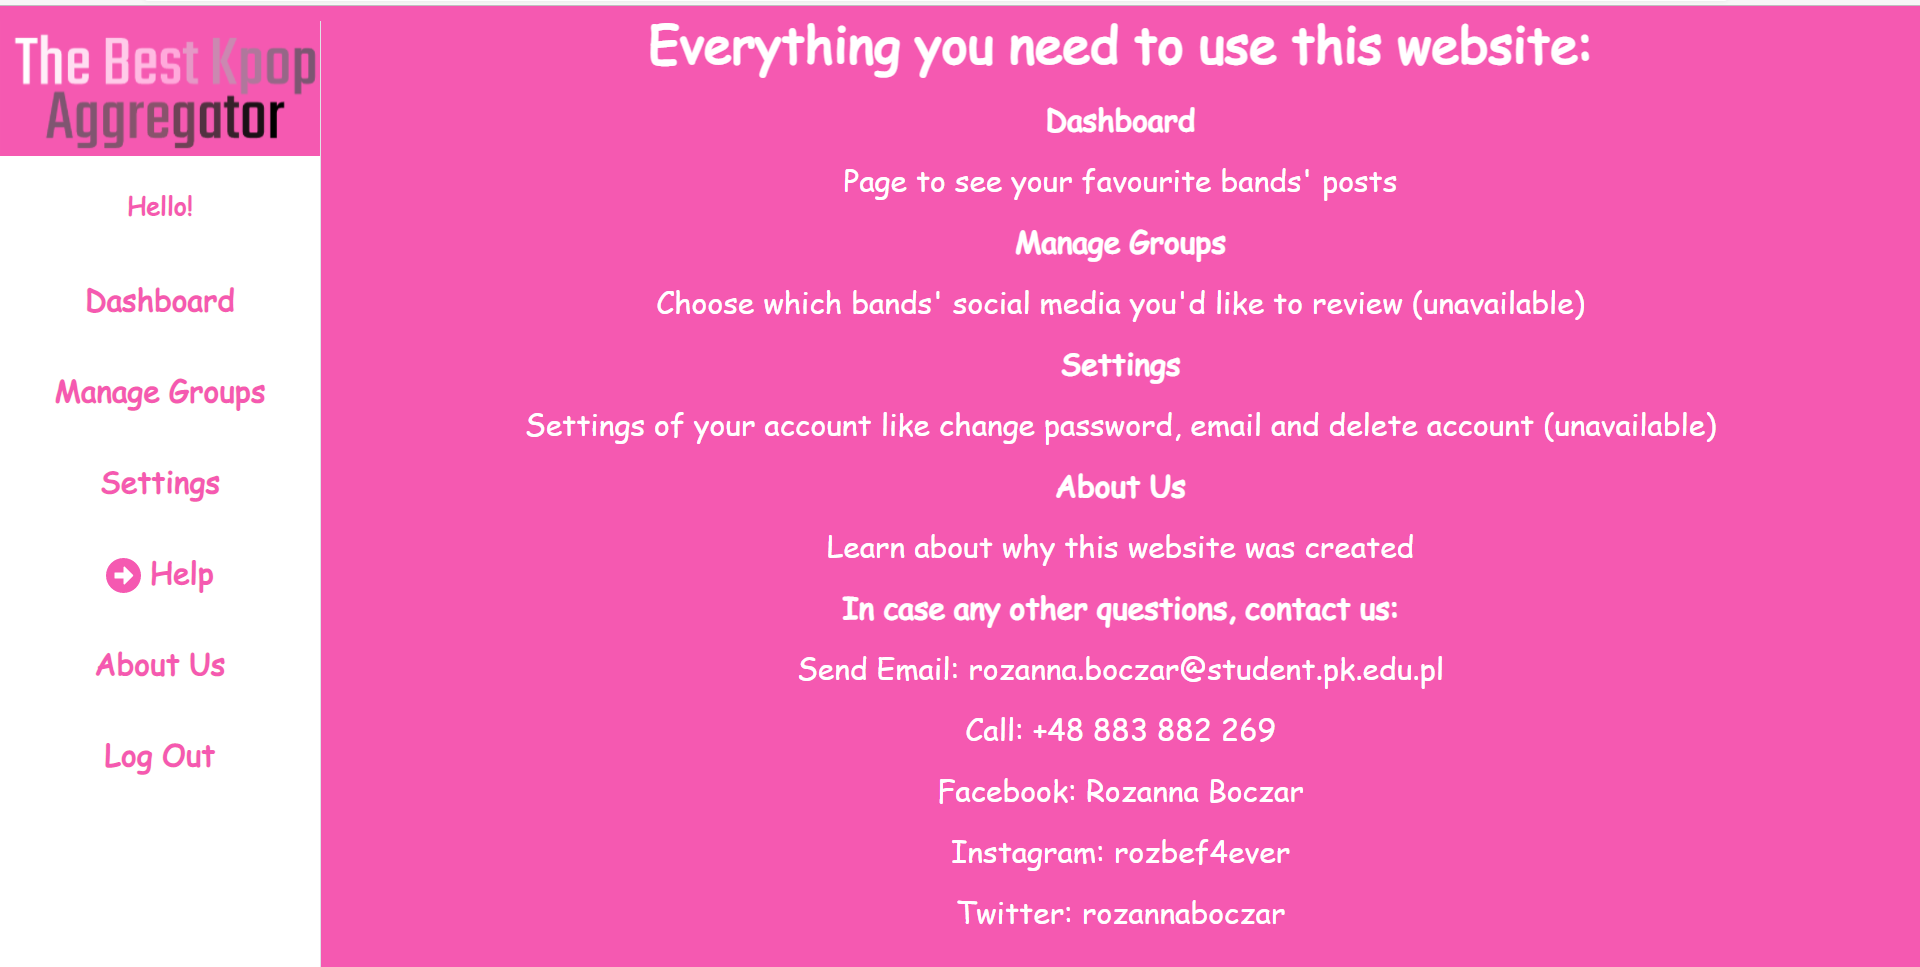 The Best Kpop
Aggregator
Hello!
Dashboard
Manage Groups
Settings
Help
About Us
Log Out
Everything you need to use this website:
Dashboard
Page to see your favourite bands' posts
Manage Groups
Choose which bands' social media you'd like to review (unavailable)
Settings
Settings of your account like change password, email and delete account (unavailable)
About Us
Learn about why this website was created
In case any other questions, contact us:
Send Email: rozanna.boczar@student.pk.edu.pl
Call: +48 883 882 269
Facebook: Rozanna Boczar
Instagram: rozbef4ever
Twitter: rozannaboczar